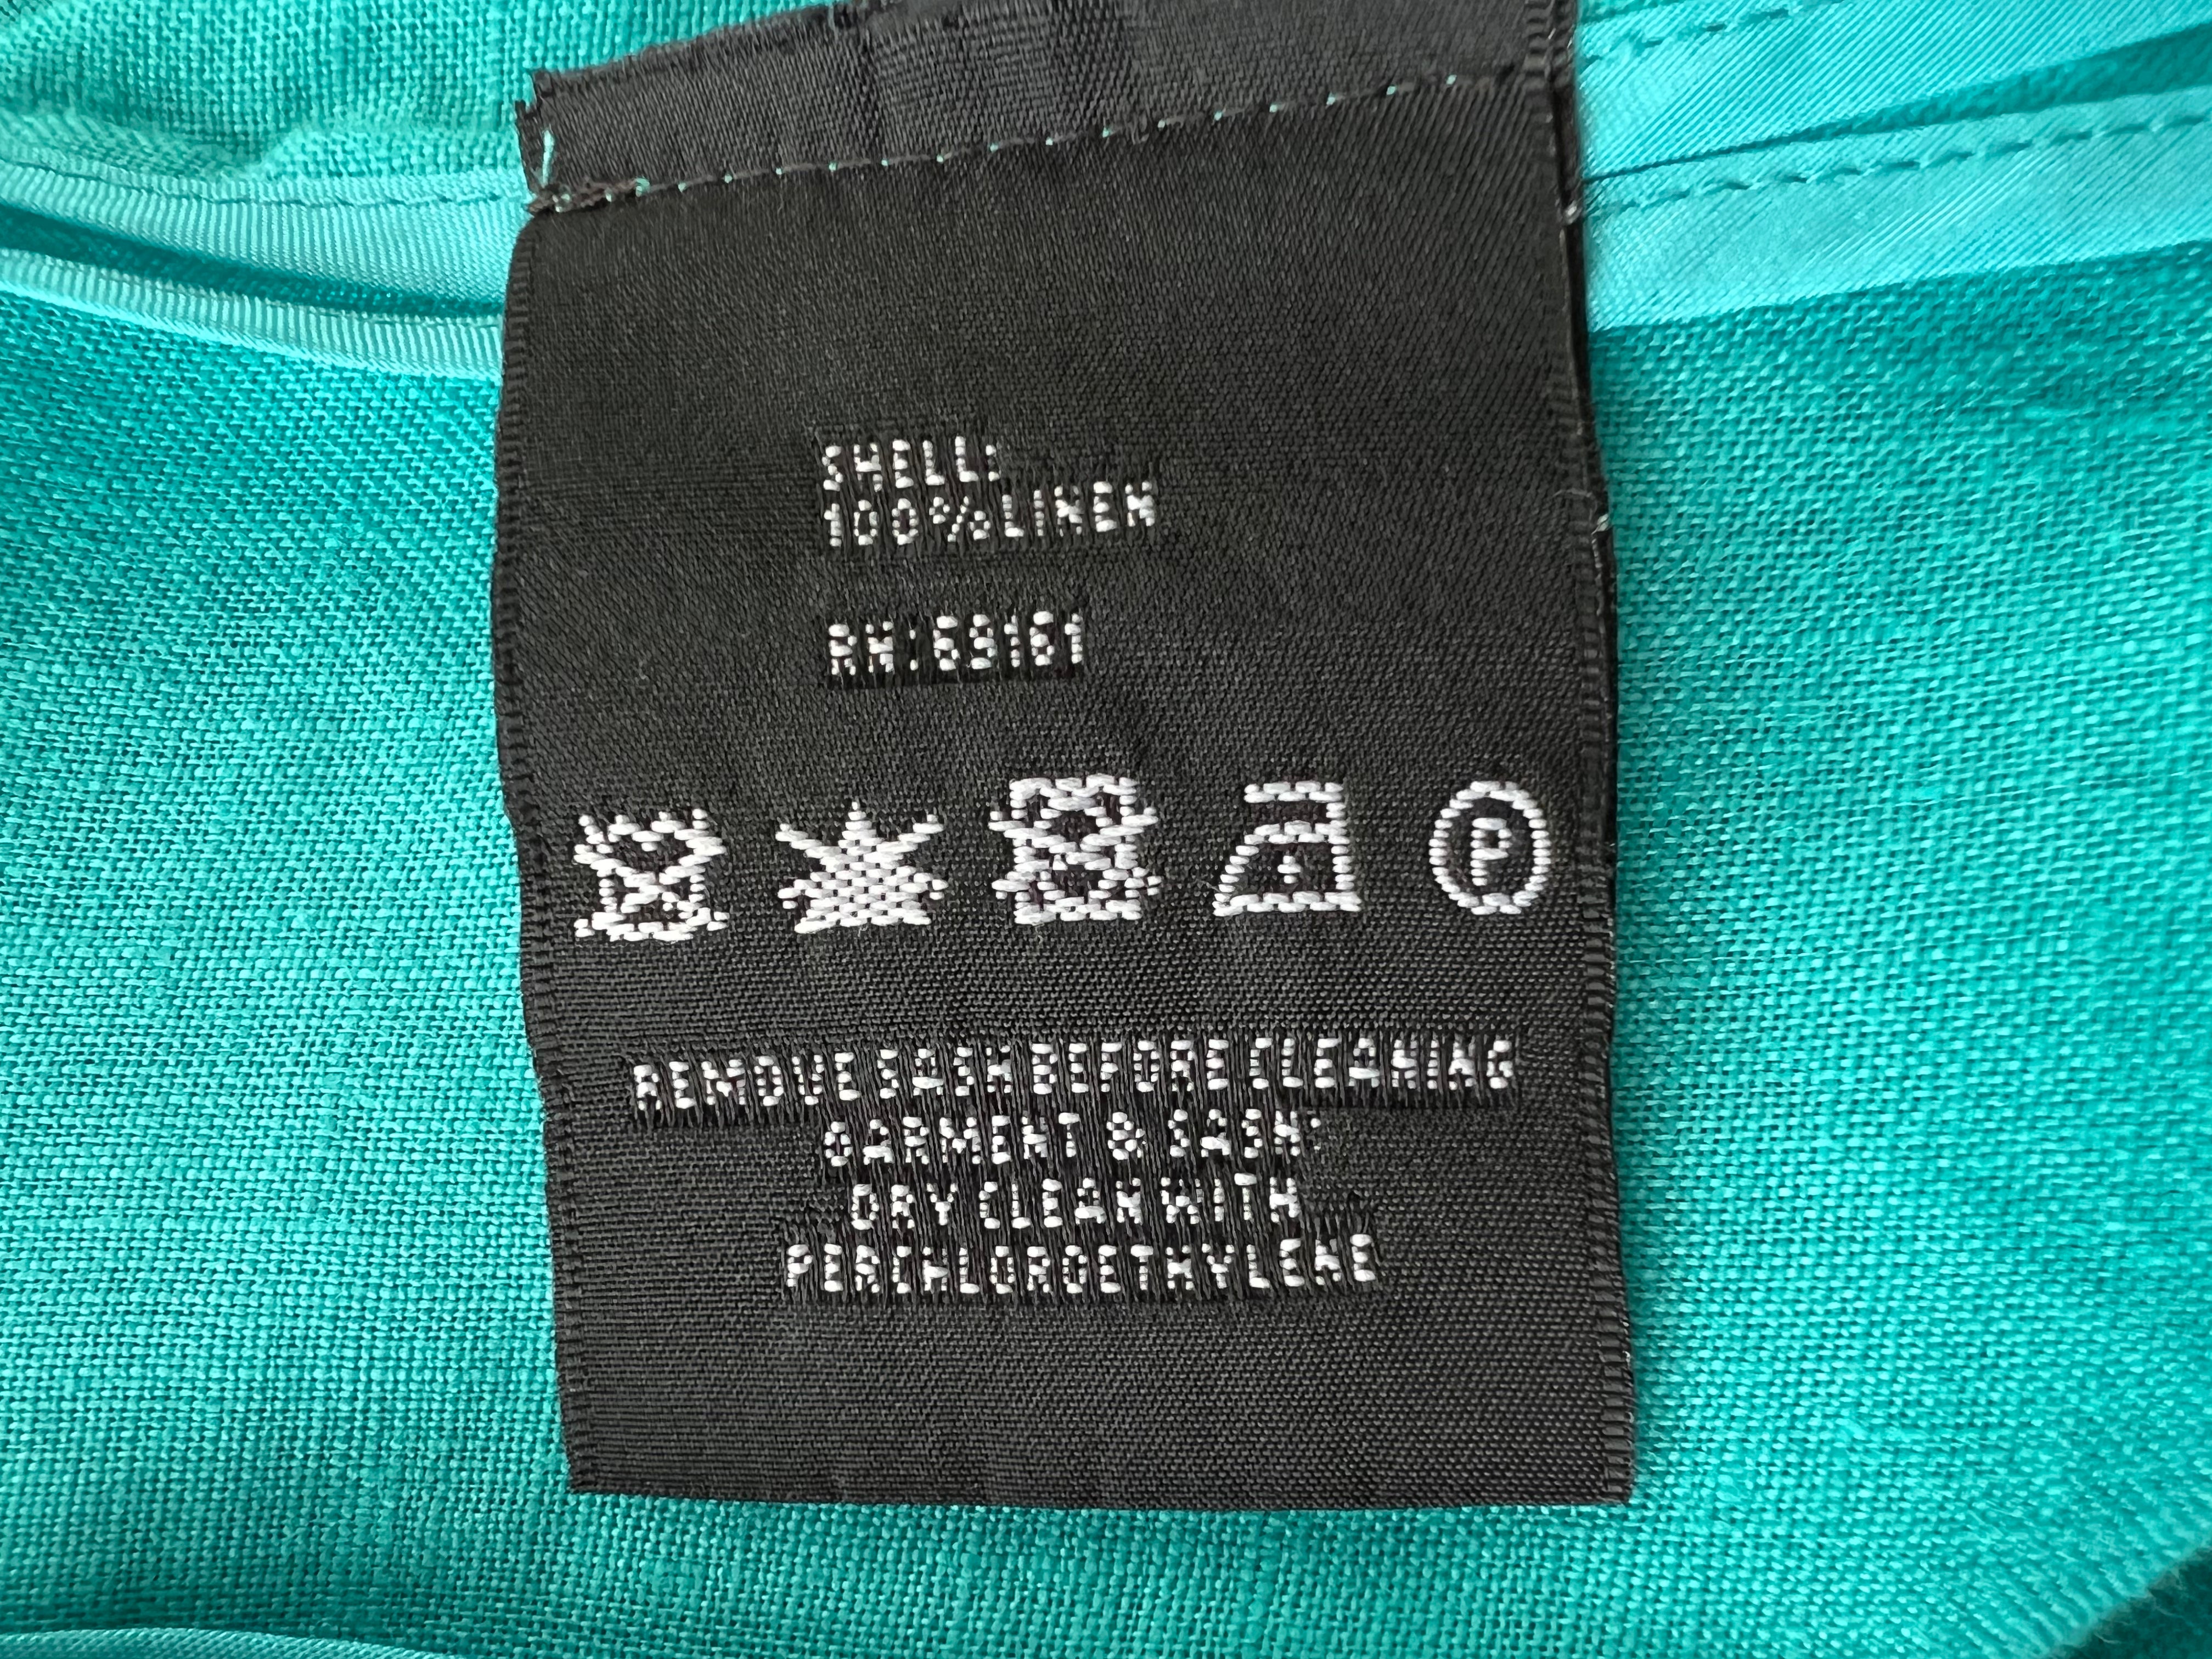 SHELL:
100%LINEN
RN:69161
P
REMOVE SASH BEFORE CLEANING
GARMENT & SASH:
DRY CLEAN WITH
PERCHLOROETHYLENE